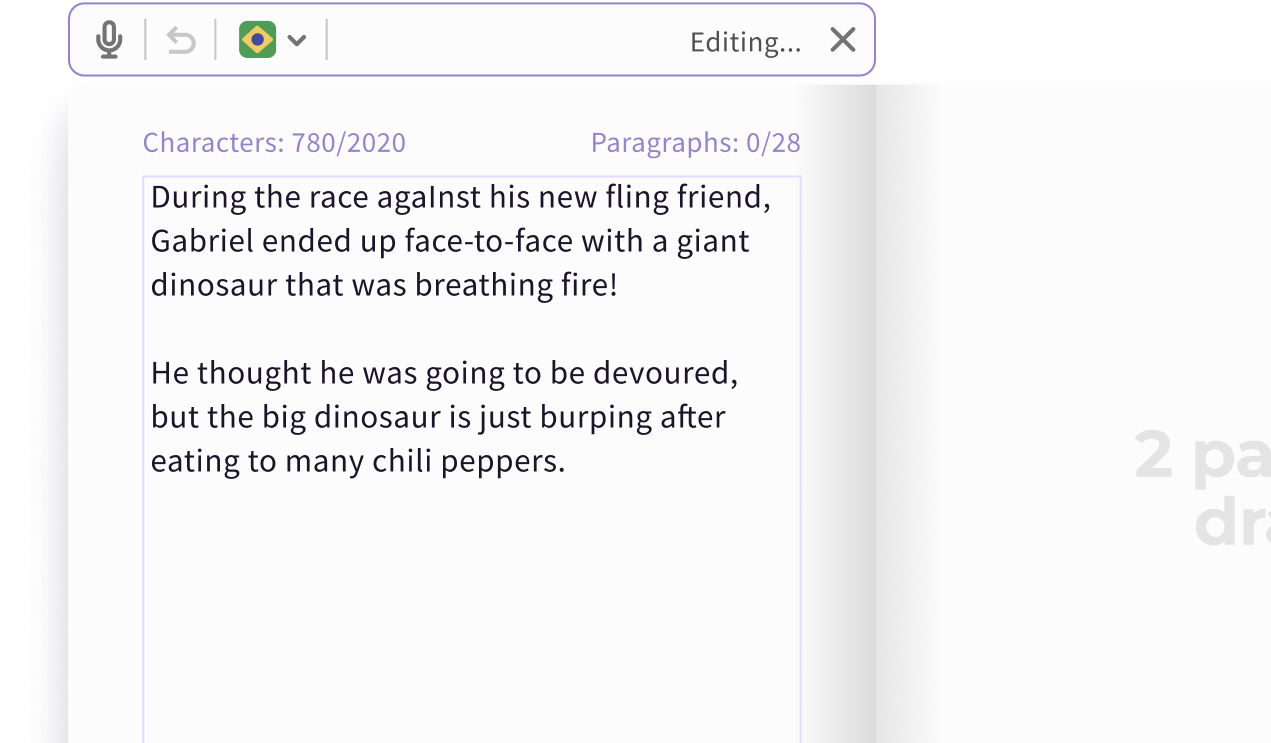 Editing...
Characters: 780/2020
Paragraphs: 0/28
During the race agaInst his new fling friend,
Gabriel ended up face-to-face with a giant
dinosaur that was breathing fire!
He thought he was going to be devoured,
but the big dinosaur is just burping after
eating to many chili peppers.
2